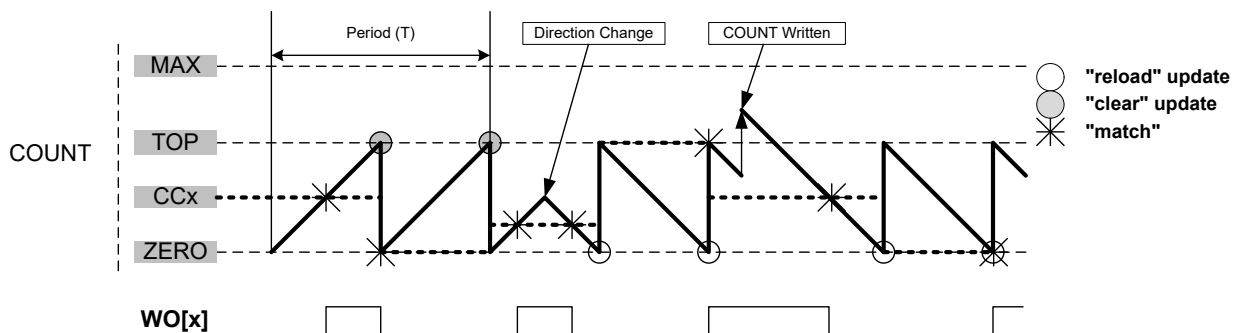 Period (T)
Direction Change
COUNT Written
MAX
"reload" update
"clear" update
"match"
TOP
COUNT
CCx
ZERO
WO[x]